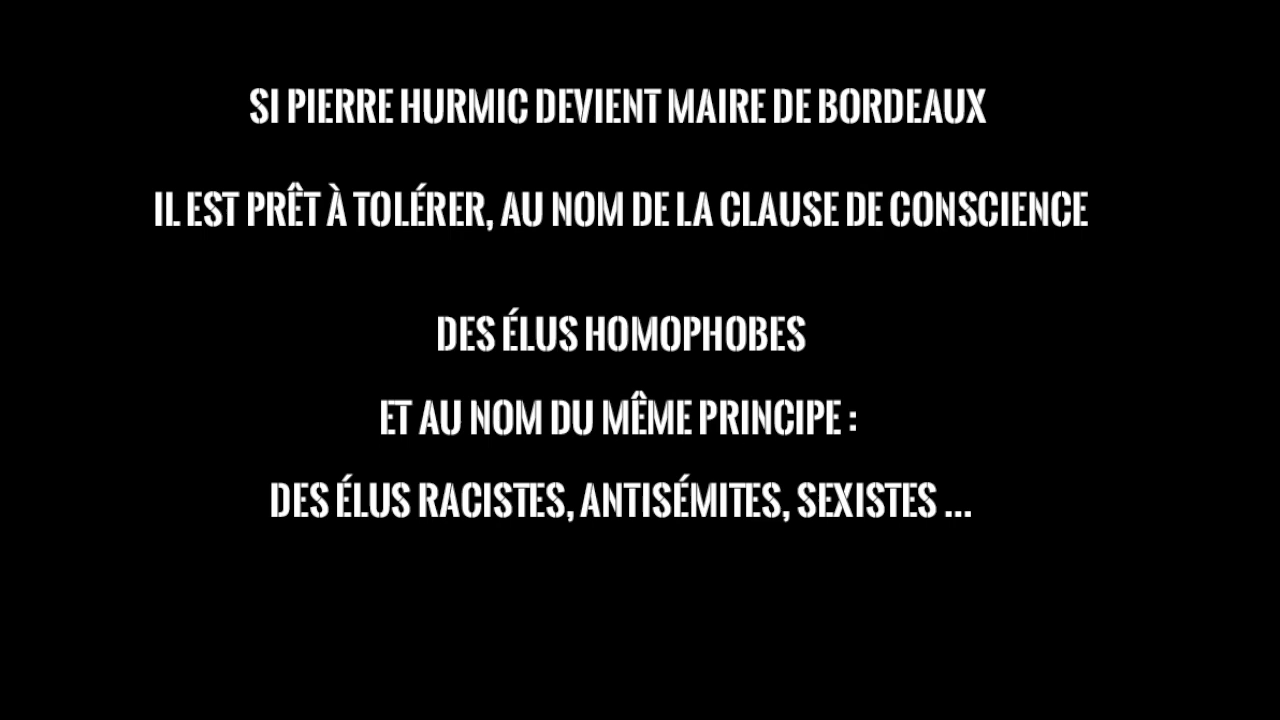 SI PIERRE HURMIC DEVIENT MAIRE DE BORDEAUX
IL EST PRÊT À TOLÉRER, AU NOM DE LA CLAUSE DE CONSCIENCE
DES ÉLUS HOMOPHOBES
ET AU NOM DU MÊME PRINCIPE :
DES ÉLUS RACISTES, ANTISÉMITES, SEXISTES ...